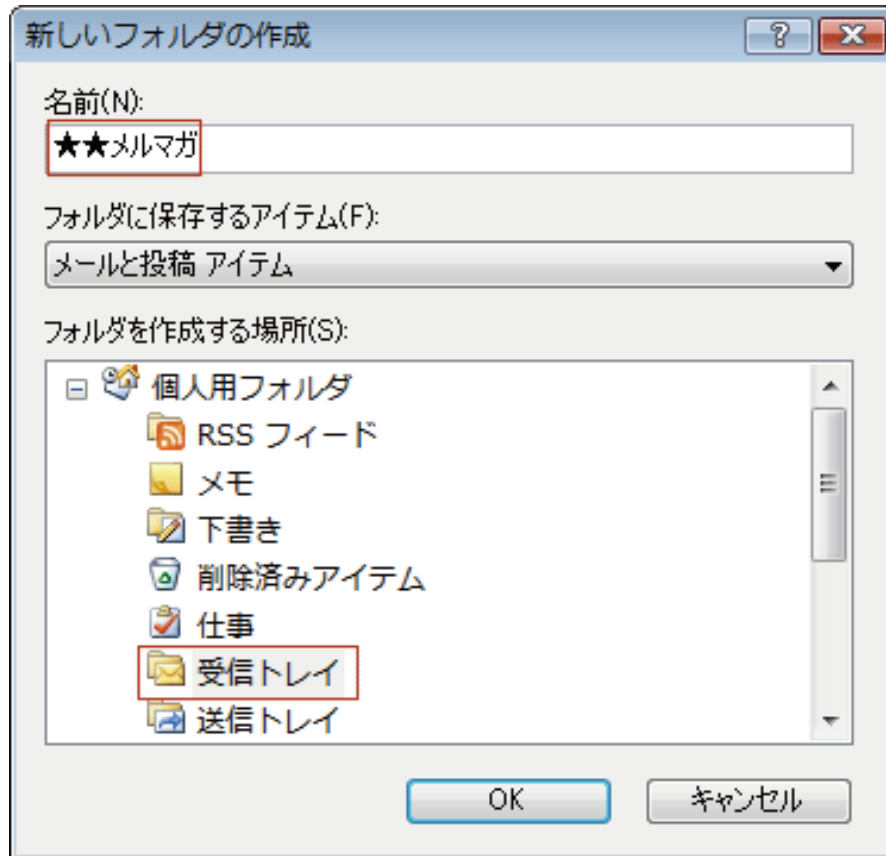 新しいフォルダの作成
名前(N):
★★メルマガ
フォルダに保存するアイテム(F):
メールと投稿 アイテム
フォルダを作成する場所(S):
個人用フォルダ
RSS フィード
メモ
下書き
削除済みアイテム
仕事
受信トレイ
送信トレイ
OK キャンセル